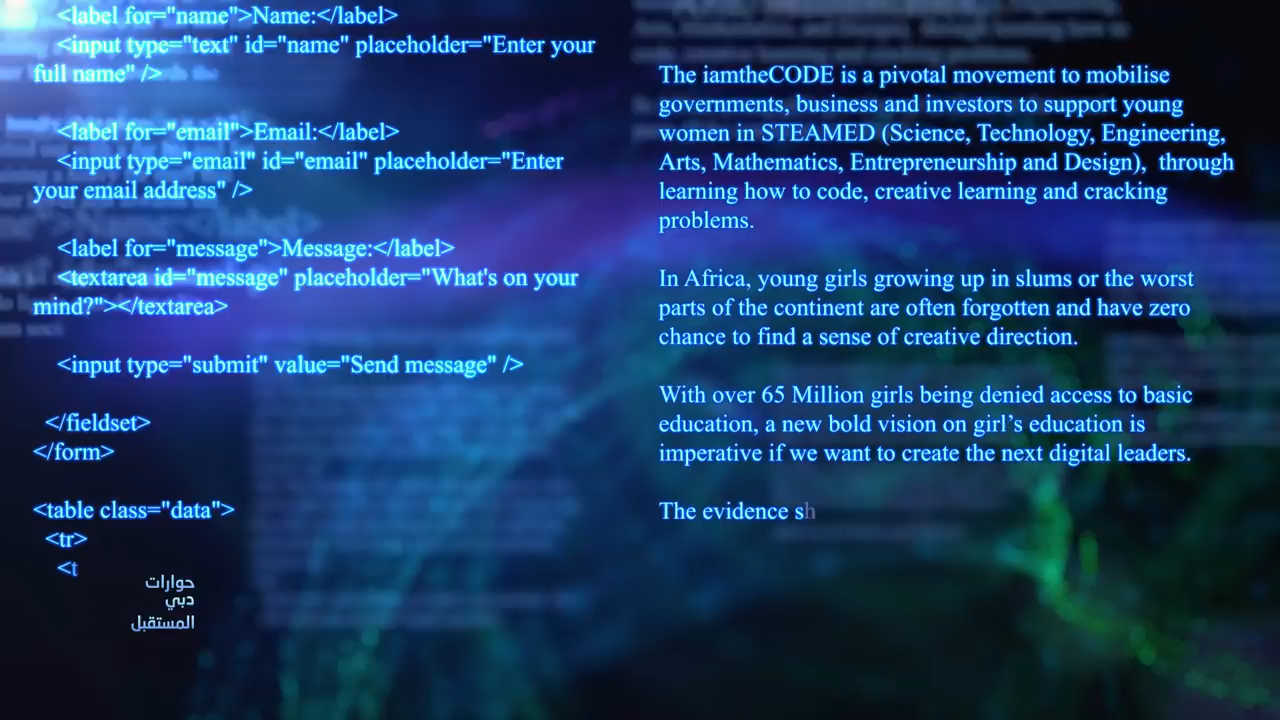 <label for="name">Name:</label>
<input type="text" id="name" placeholder="Enter your
full name" />
<label for="email">Email:</label>
<input type="email" id="email" placeholder="Enter
your email address" />
<label for="message">Message:</label>
<textarea id="message" placeholder="What's on your
mind?"></textarea>
<input type="submit" value="Send message" />
</fieldset>
</form>
<table class="data">
<tr>
<t
The iamtheCODE is a pivotal movement to mobilise
governments, business and investors to support young
women in STEAMED (Science, Technology, Engineering,
Arts, Mathematics, Entrepreneurship and Design),  through
learning how to code, creative learning and cracking
problems.
In Africa, young girls growing up in slums or the worst
parts of the continent are often forgotten and have zero
chance to find a sense of creative direction.
With over 65 Million girls being denied access to basic
education, a new bold vision on girl’s education is
imperative if we want to create the next digital leaders.
The evidence sh
حوارات
دبي
المستقبل